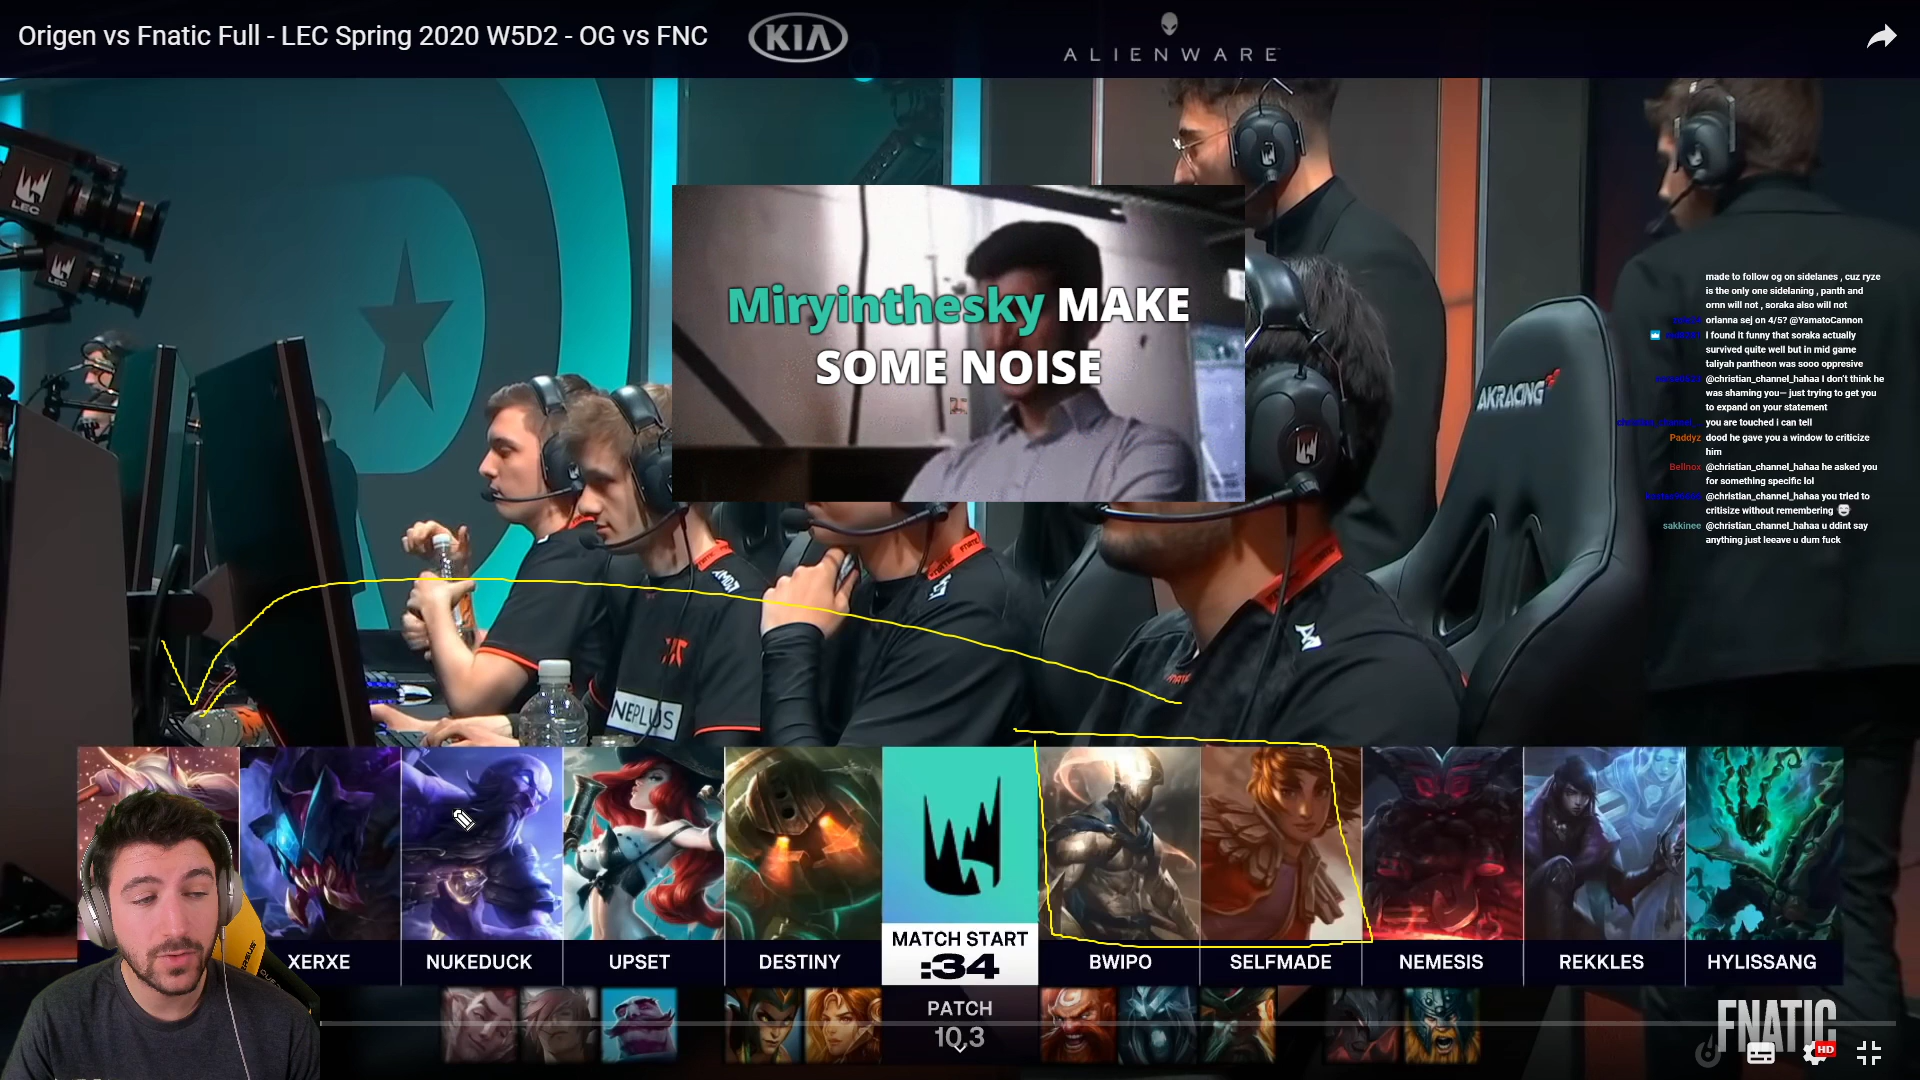 Origen vs Fnatic Full - LEC Spring 2020 W5D2 - OG vs FNC
KIA
ALIENWARE
LEC
LEC
Miryinthesky MAKE
SOME NOISE
AKRACING
made to follow og on sidelanes , cuz ryze
is the only one sidelaning , panth and
ornn will not , soraka also will not
orianna sej on 4/5? @YamatoCannon
I found it funny that soraka actually
survived quite well but in mid game
taliyah pantheon was sooo oppresive
@christian_channel_hahaa I don't think he
was shaming you— just trying to get you
to expand on your statement
you are touched i can tell
Paddyz dood he gave you a window to criticize
him
Bellnox @christian_channel_hahaa he asked you
for something specific lol
@christian_channel_hahaa you tried to
critisize without remembering
sakkinee @christian_channel_hahaa u ddint say
anything just leeave u dum fuck
AMD
FNATIC
NEPLUS
MATCH START
:34
XERXE
NUKEDUCK
UPSET
DESTINY
BWIPO
SELFMADE
NEMESIS
REKKLES
HYLISSANG
PATCH
10.3
FNATIC
HD